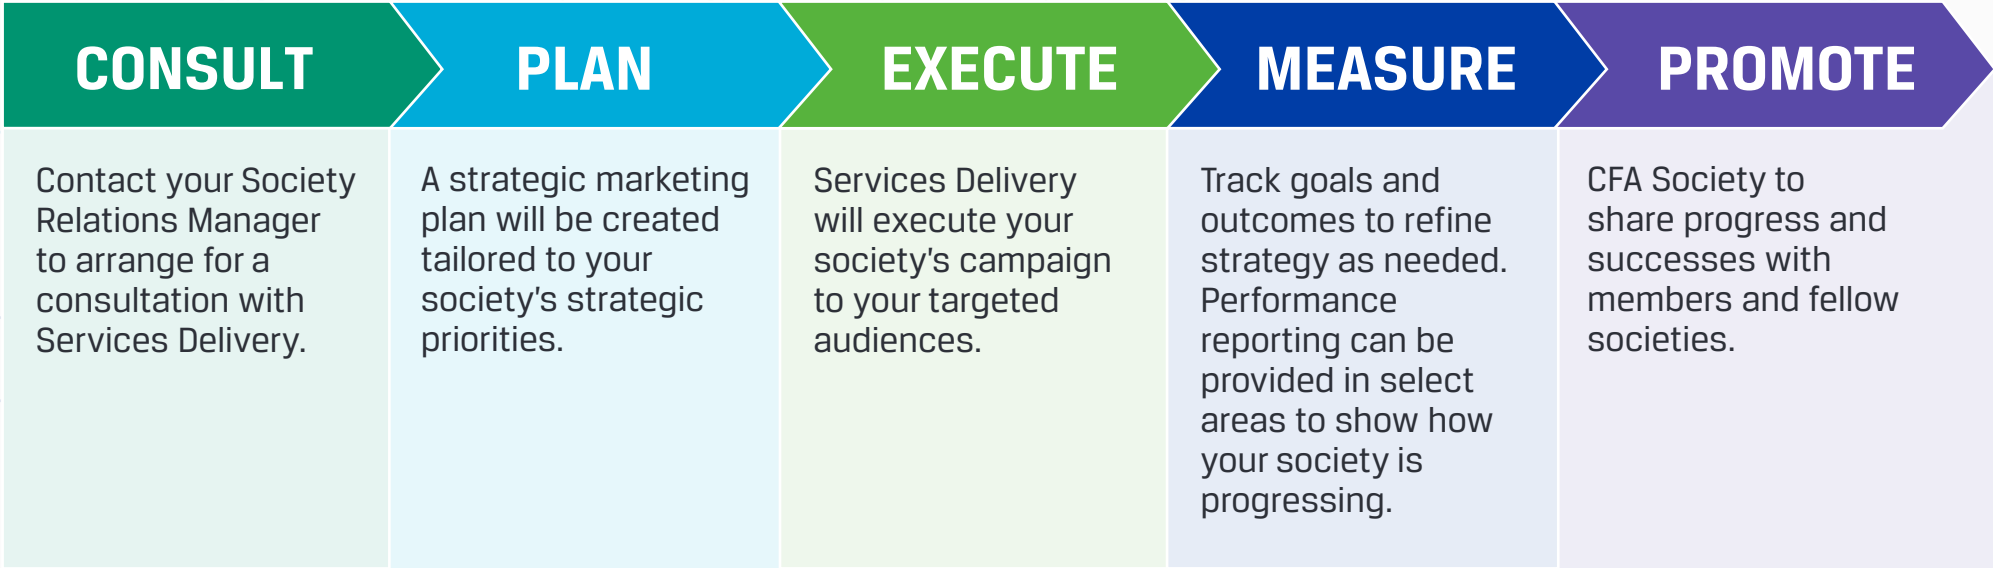 CONSULT
Contact your Society
Relations Manager
to arrange for a
consultation with
Services Delivery.
PLAN
A strategic marketing
plan will be created
tailored to your
society's strategic
priorities.
EXECUTE
Services Delivery
will execute your
society's campaign
to your targeted
audiences.
MEASURE
Track goals and
outcomes to refine
strategy as needed.
Performance
reporting can be
provided in select
areas to show how
your society is
progressing.
PROMOTE
CFA Society to
share progress and
successes with
members and fellow
societies.